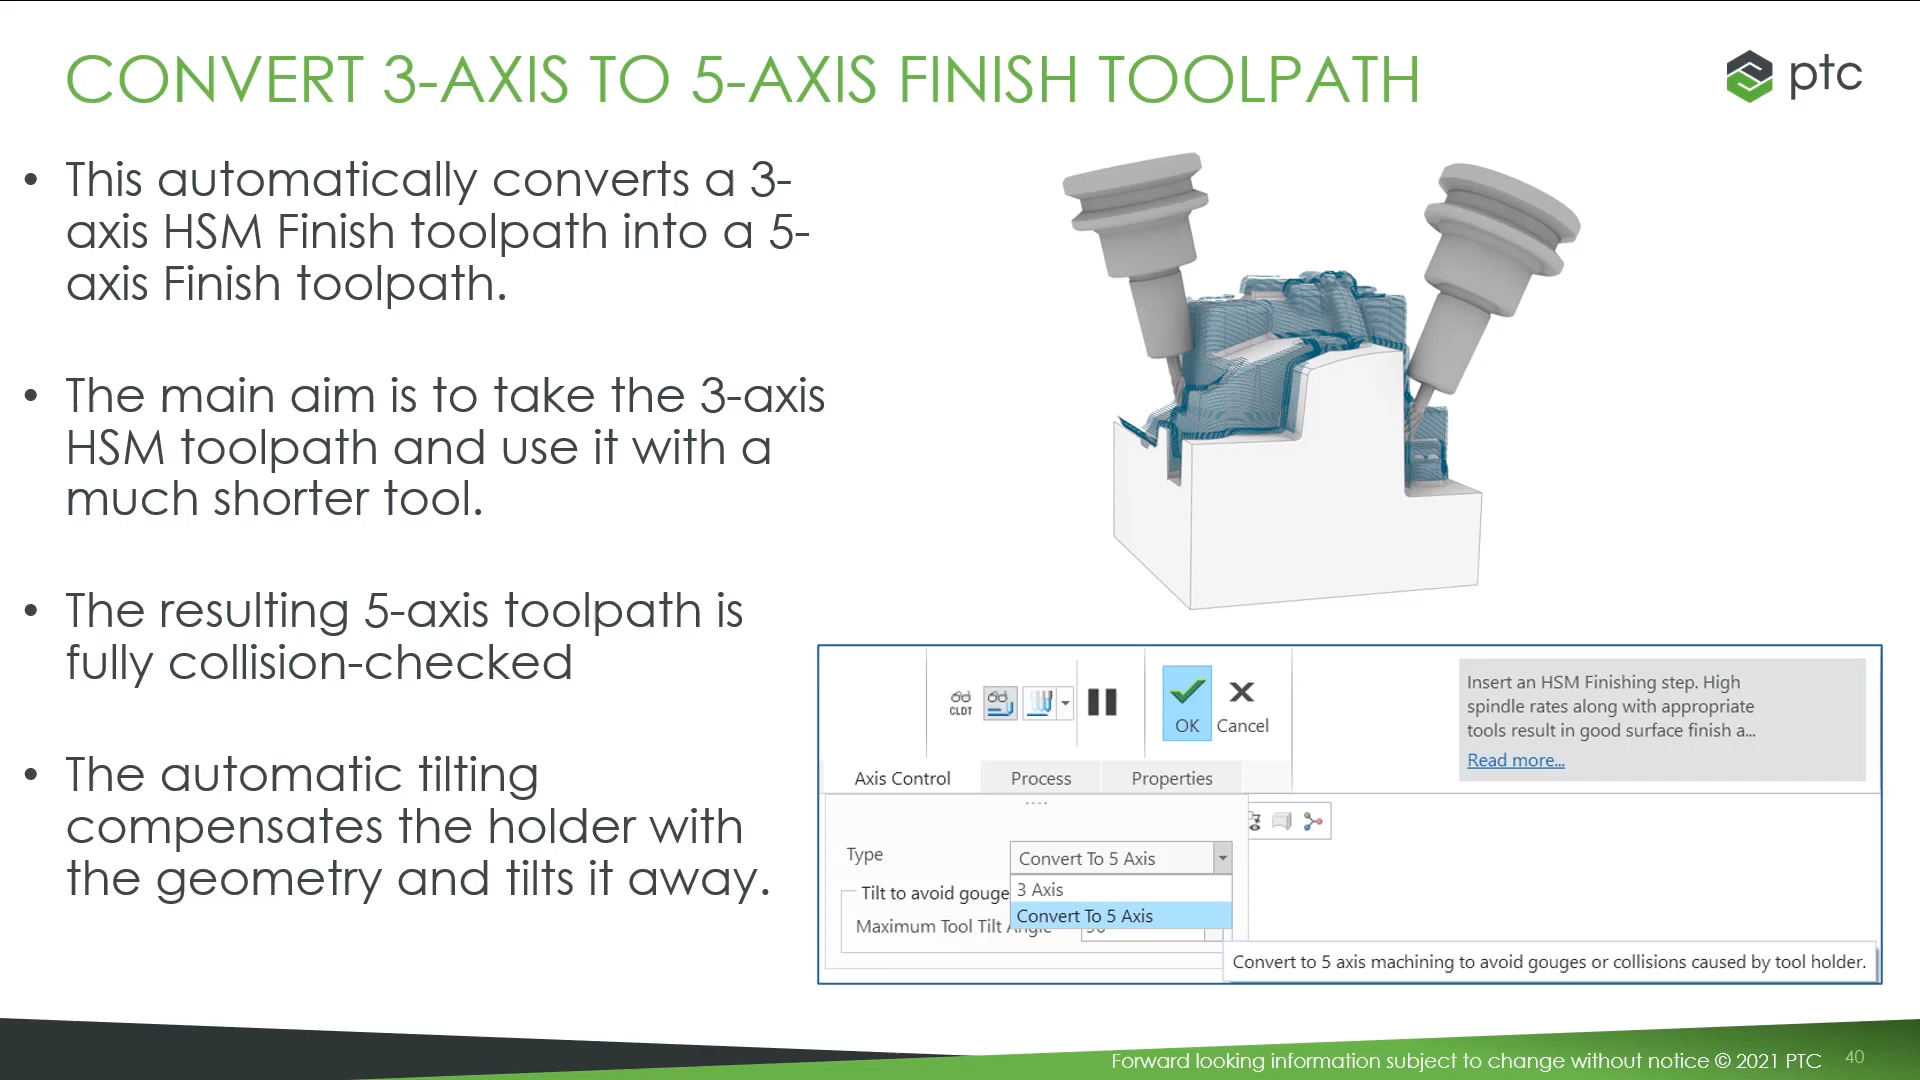 CONVERT 3-AXIS TO 5-AXIS FINISH TOOLPATH
ptc
• This automatically converts a 3-
axis HSM Finish toolpath into a 5-
axis Finish toolpath.
• The main aim is to take the 3-axis
HSM toolpath and use it with a
much shorter tool.
• The resulting 5-axis toolpath is
fully collision-checked
• The automatic tilting
compensates the holder with
the geometry and tilts it away.
CLDT
OK
Cancel
Insert an HSM Finishing step. High
spindle rates along with appropriate
tools result in good surface finish a...
Read more...
Axis Control
Process
Properties
Type
Convert To 5 Axis
3 Axis
Convert To 5 Axis
Tilt to avoid gouge
Maximum Tool Tilt Angle
Convert to 5 axis machining to avoid gouges or collisions caused by tool holder.
Forward looking information subject to change without notice © 2021 PTC
40